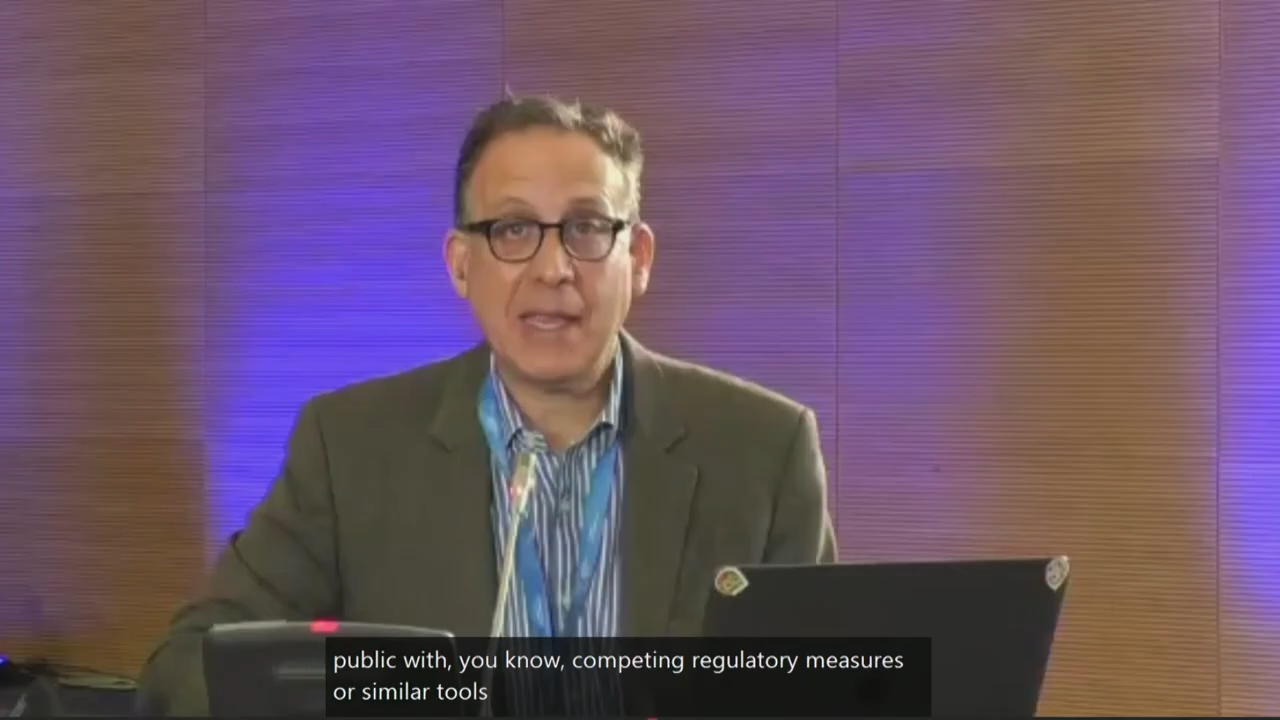 public with, you know, competing regulatory measures
or similar tools